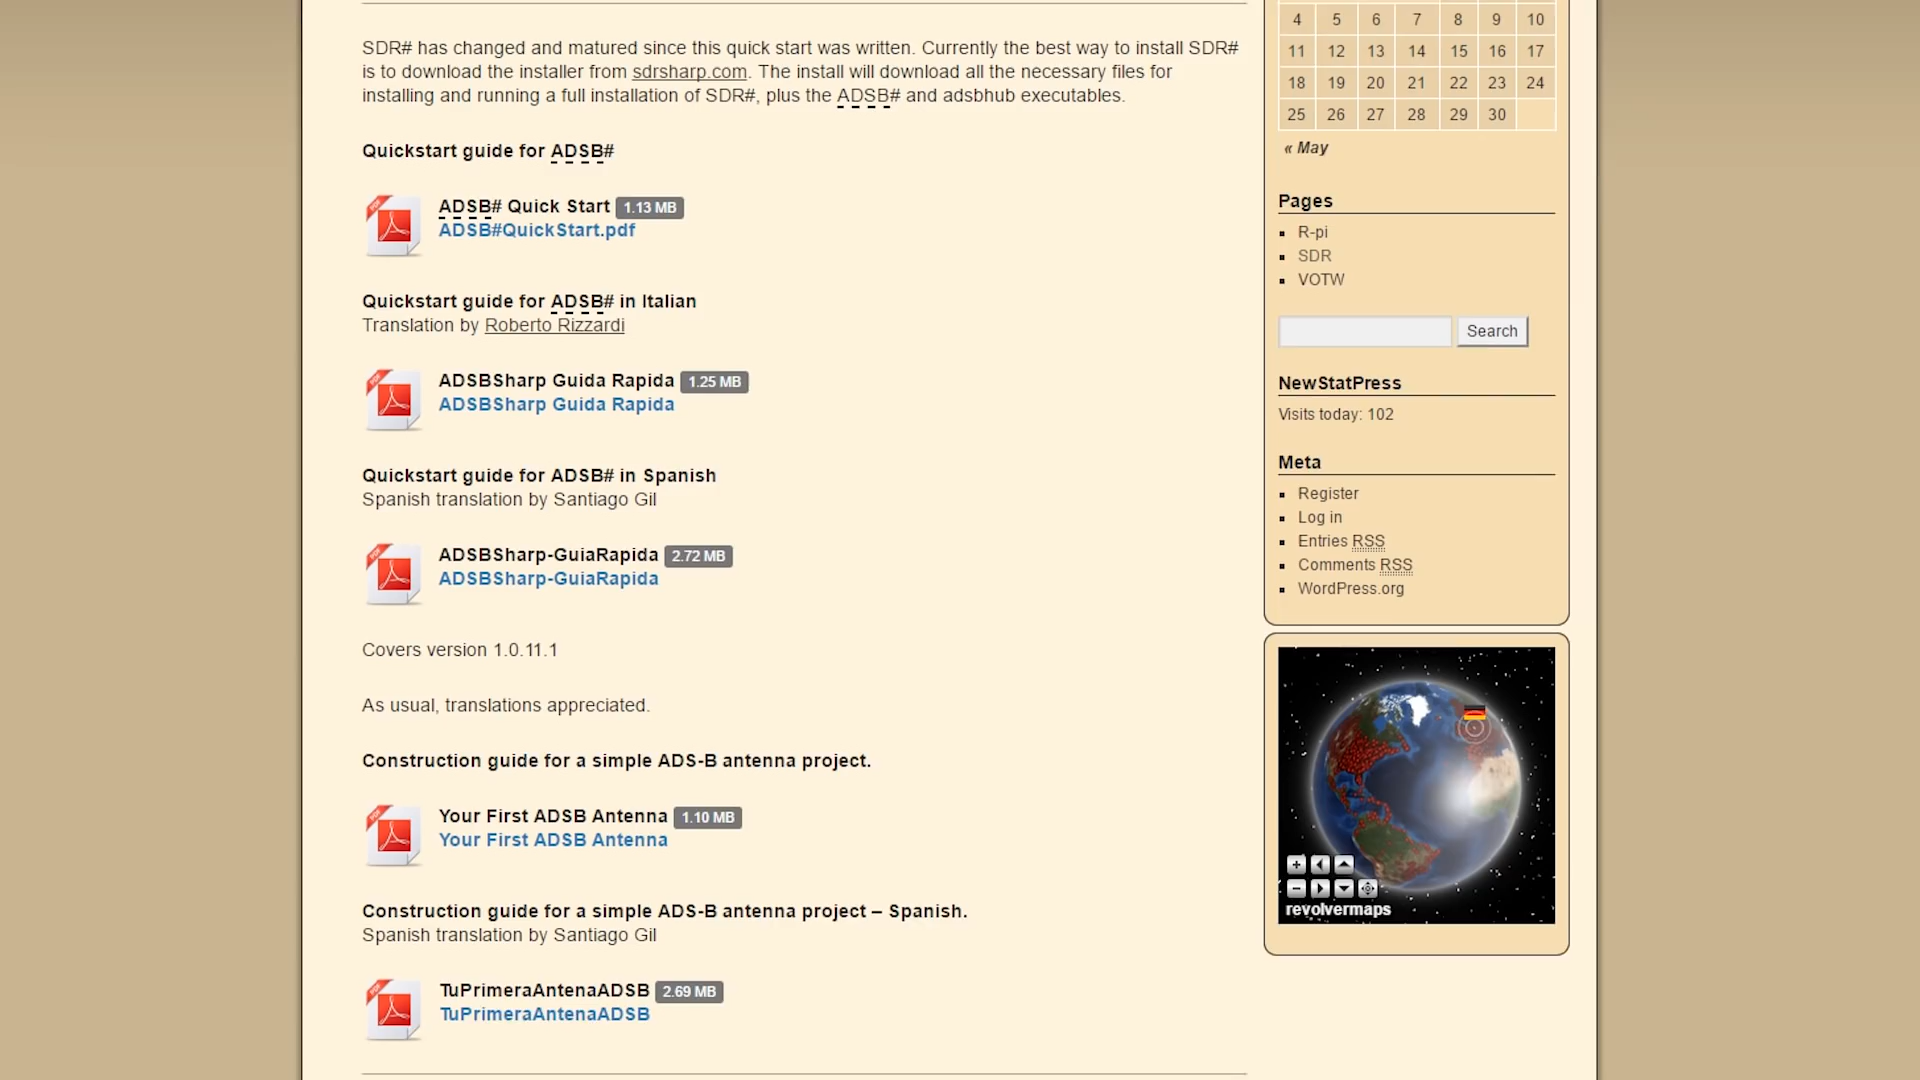 SDR# has changed and matured since this quick start was written. Currently the best way to install SDR#
is to download the installer from sdrsharp.com. The install will download all the necessary files for
installing and running a full installation of SDR#, plus the ADSB# and adsbhub executables.
Quickstart guide for ADSB#
ADSB# Quick Start 1.13 MB
ADSB#QuickStart.pdf
Quickstart guide for ADSB# in Italian
Translation by Roberto Rizzardi
ADSBSharp Guida Rapida 1.25 MB
ADSBSharp Guida Rapida
Quickstart guide for ADSB# in Spanish
Spanish translation by Santiago Gil
ADSBSharp-GuiaRapida 2.72 MB
ADSBSharp-GuiaRapida
Covers version 1.0.11.1
As usual, translations appreciated.
Construction guide for a simple ADS-B antenna project.
Your First ADSB Antenna 1.10 MB
Your First ADSB Antenna
Construction guide for a simple ADS-B antenna project – Spanish.
Spanish translation by Santiago Gil
TuPrimeraAntenaADSB 2.69 MB
TuPrimeraAntenaADSB
4 5 6 7 8 9 10
11 12 13 14 15 16 17
18 19 20 21 22 23 24
25 26 27 28 29 30
« May
Pages
R-pi
SDR
VOTW
Search
NewStatPress
Visits today: 102
Meta
Register
Log in
Entries RSS
Comments RSS
WordPress.org
revolvermaps